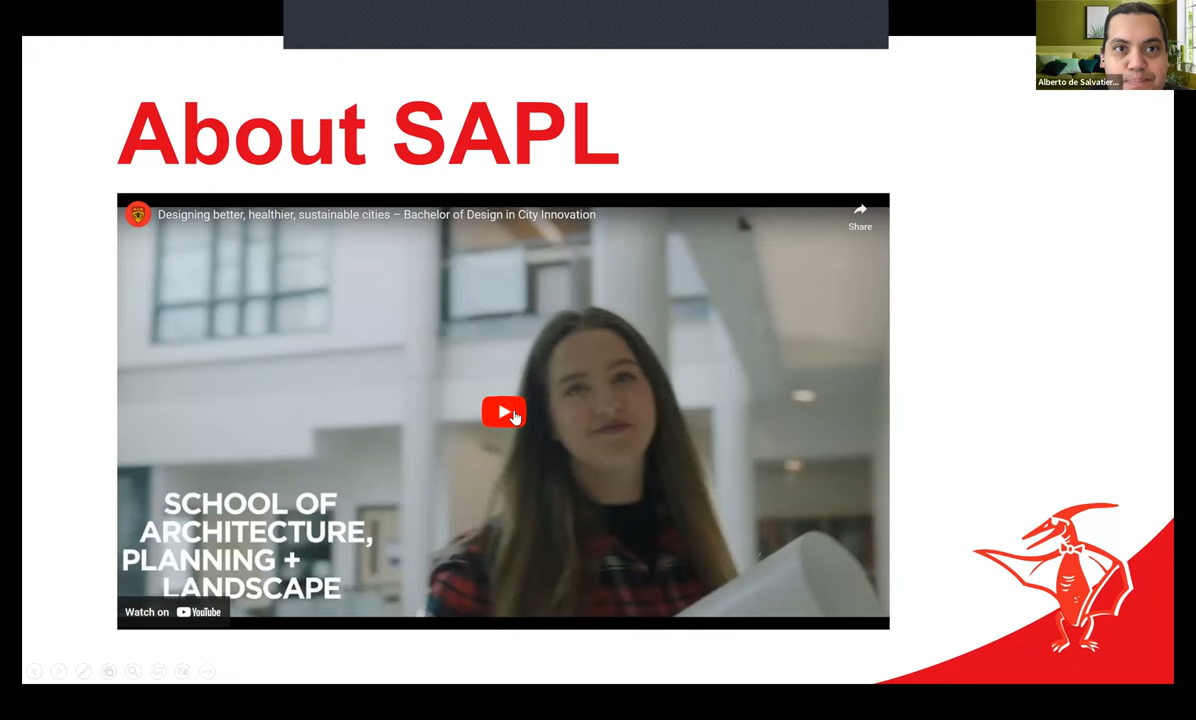 Alberto de Salvatier...
About SAPL
Designing better, healthier, sustainable cities – Bachelor of Design in City Innovation
Share
SCHOOL OF
ARCHITECTURE,
PLANNING +
LANDSCAPE
Watch on YouTube